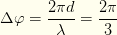 Δφ = 2πd/λ = 2π/3